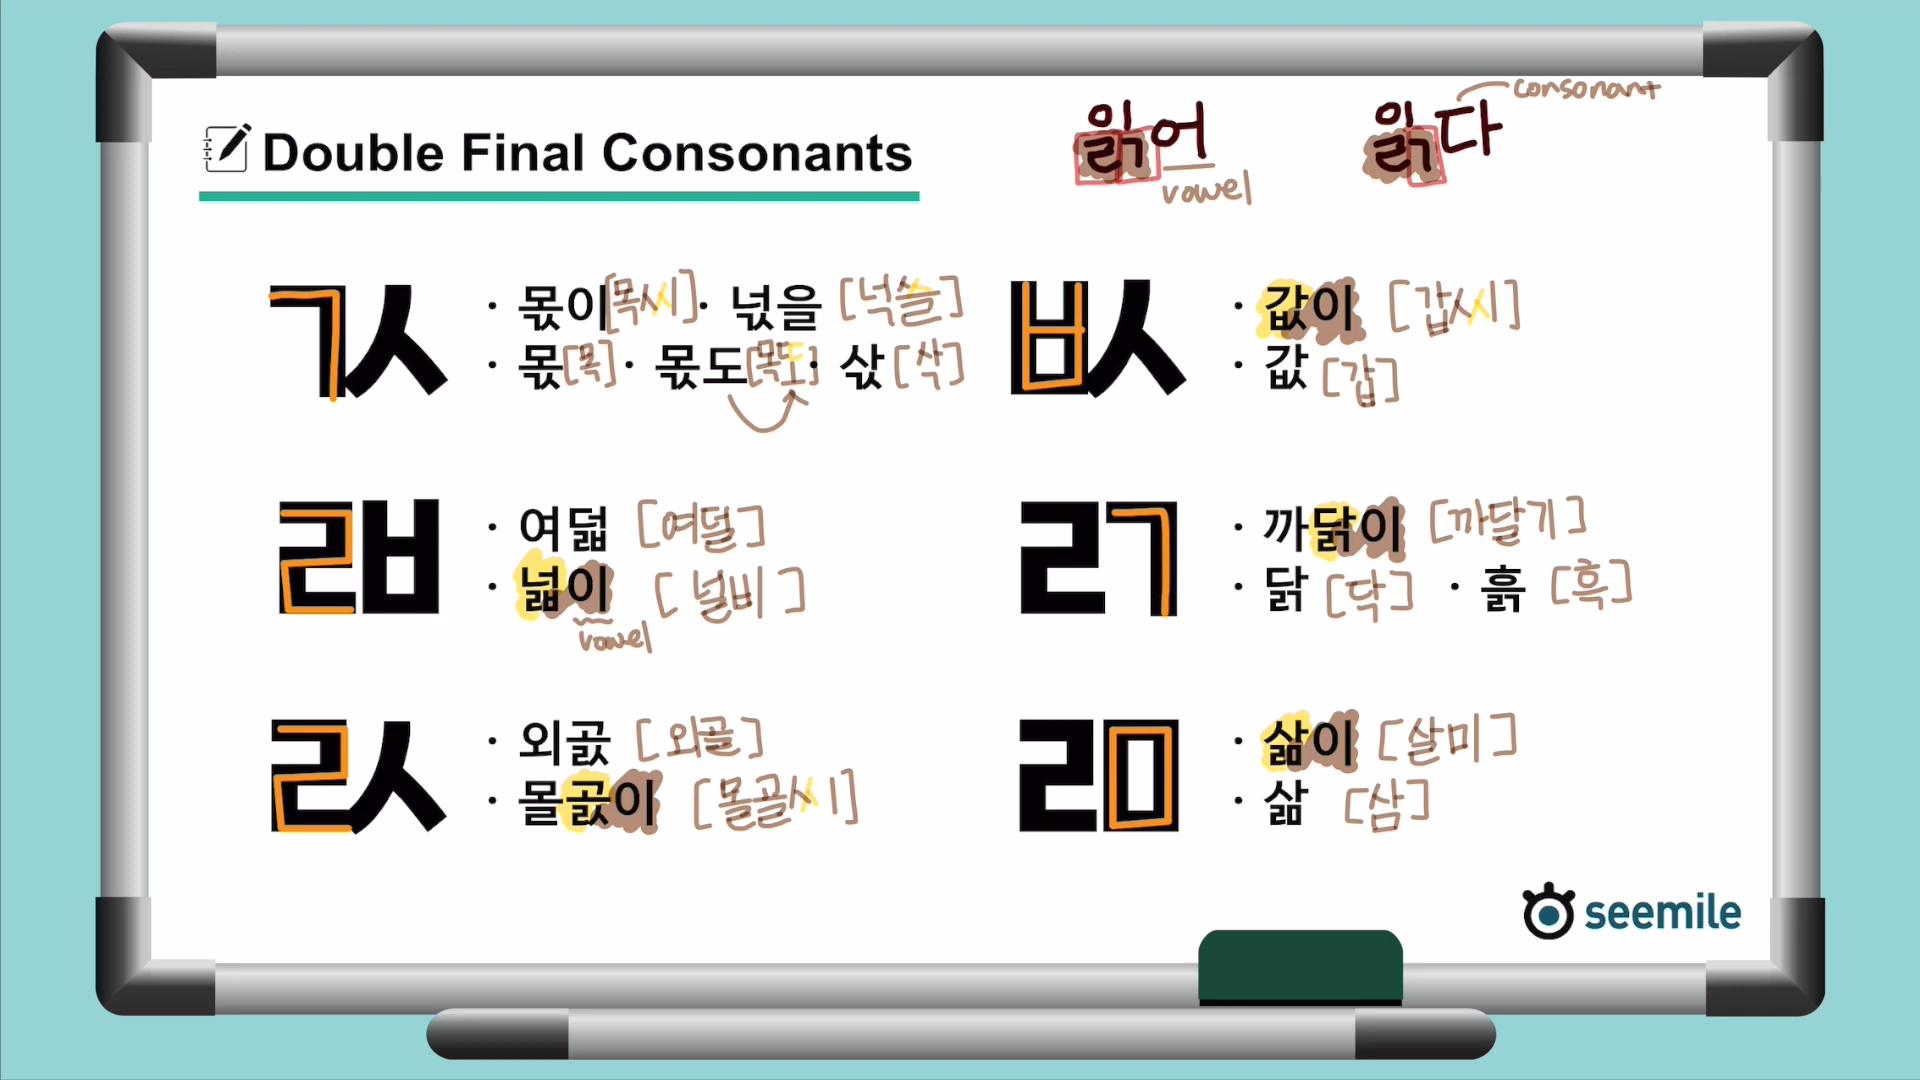 consonant
읽어 읽다
Double Final Consonants
vowel
ㄳ · 몫이 [목씨] · 넋을 [넉쓸]
· 몫 [목] · 몫도 [목또] · 삯 [삭]
ㅄ · 값이 [갑씨]
· 값 [갑]
ㄼ · 여덟 [여덜]
· 넓이 [널비]
vowel
ㄺ · 까닭이 [까달기]
· 닭 [닥] · 흙 [흑]
ㄽ · 외곬 [외골]
· 몰곬이 [몰골씨]
ㄻ · 삶이 [살미]
· 삶 [삼]
seemile